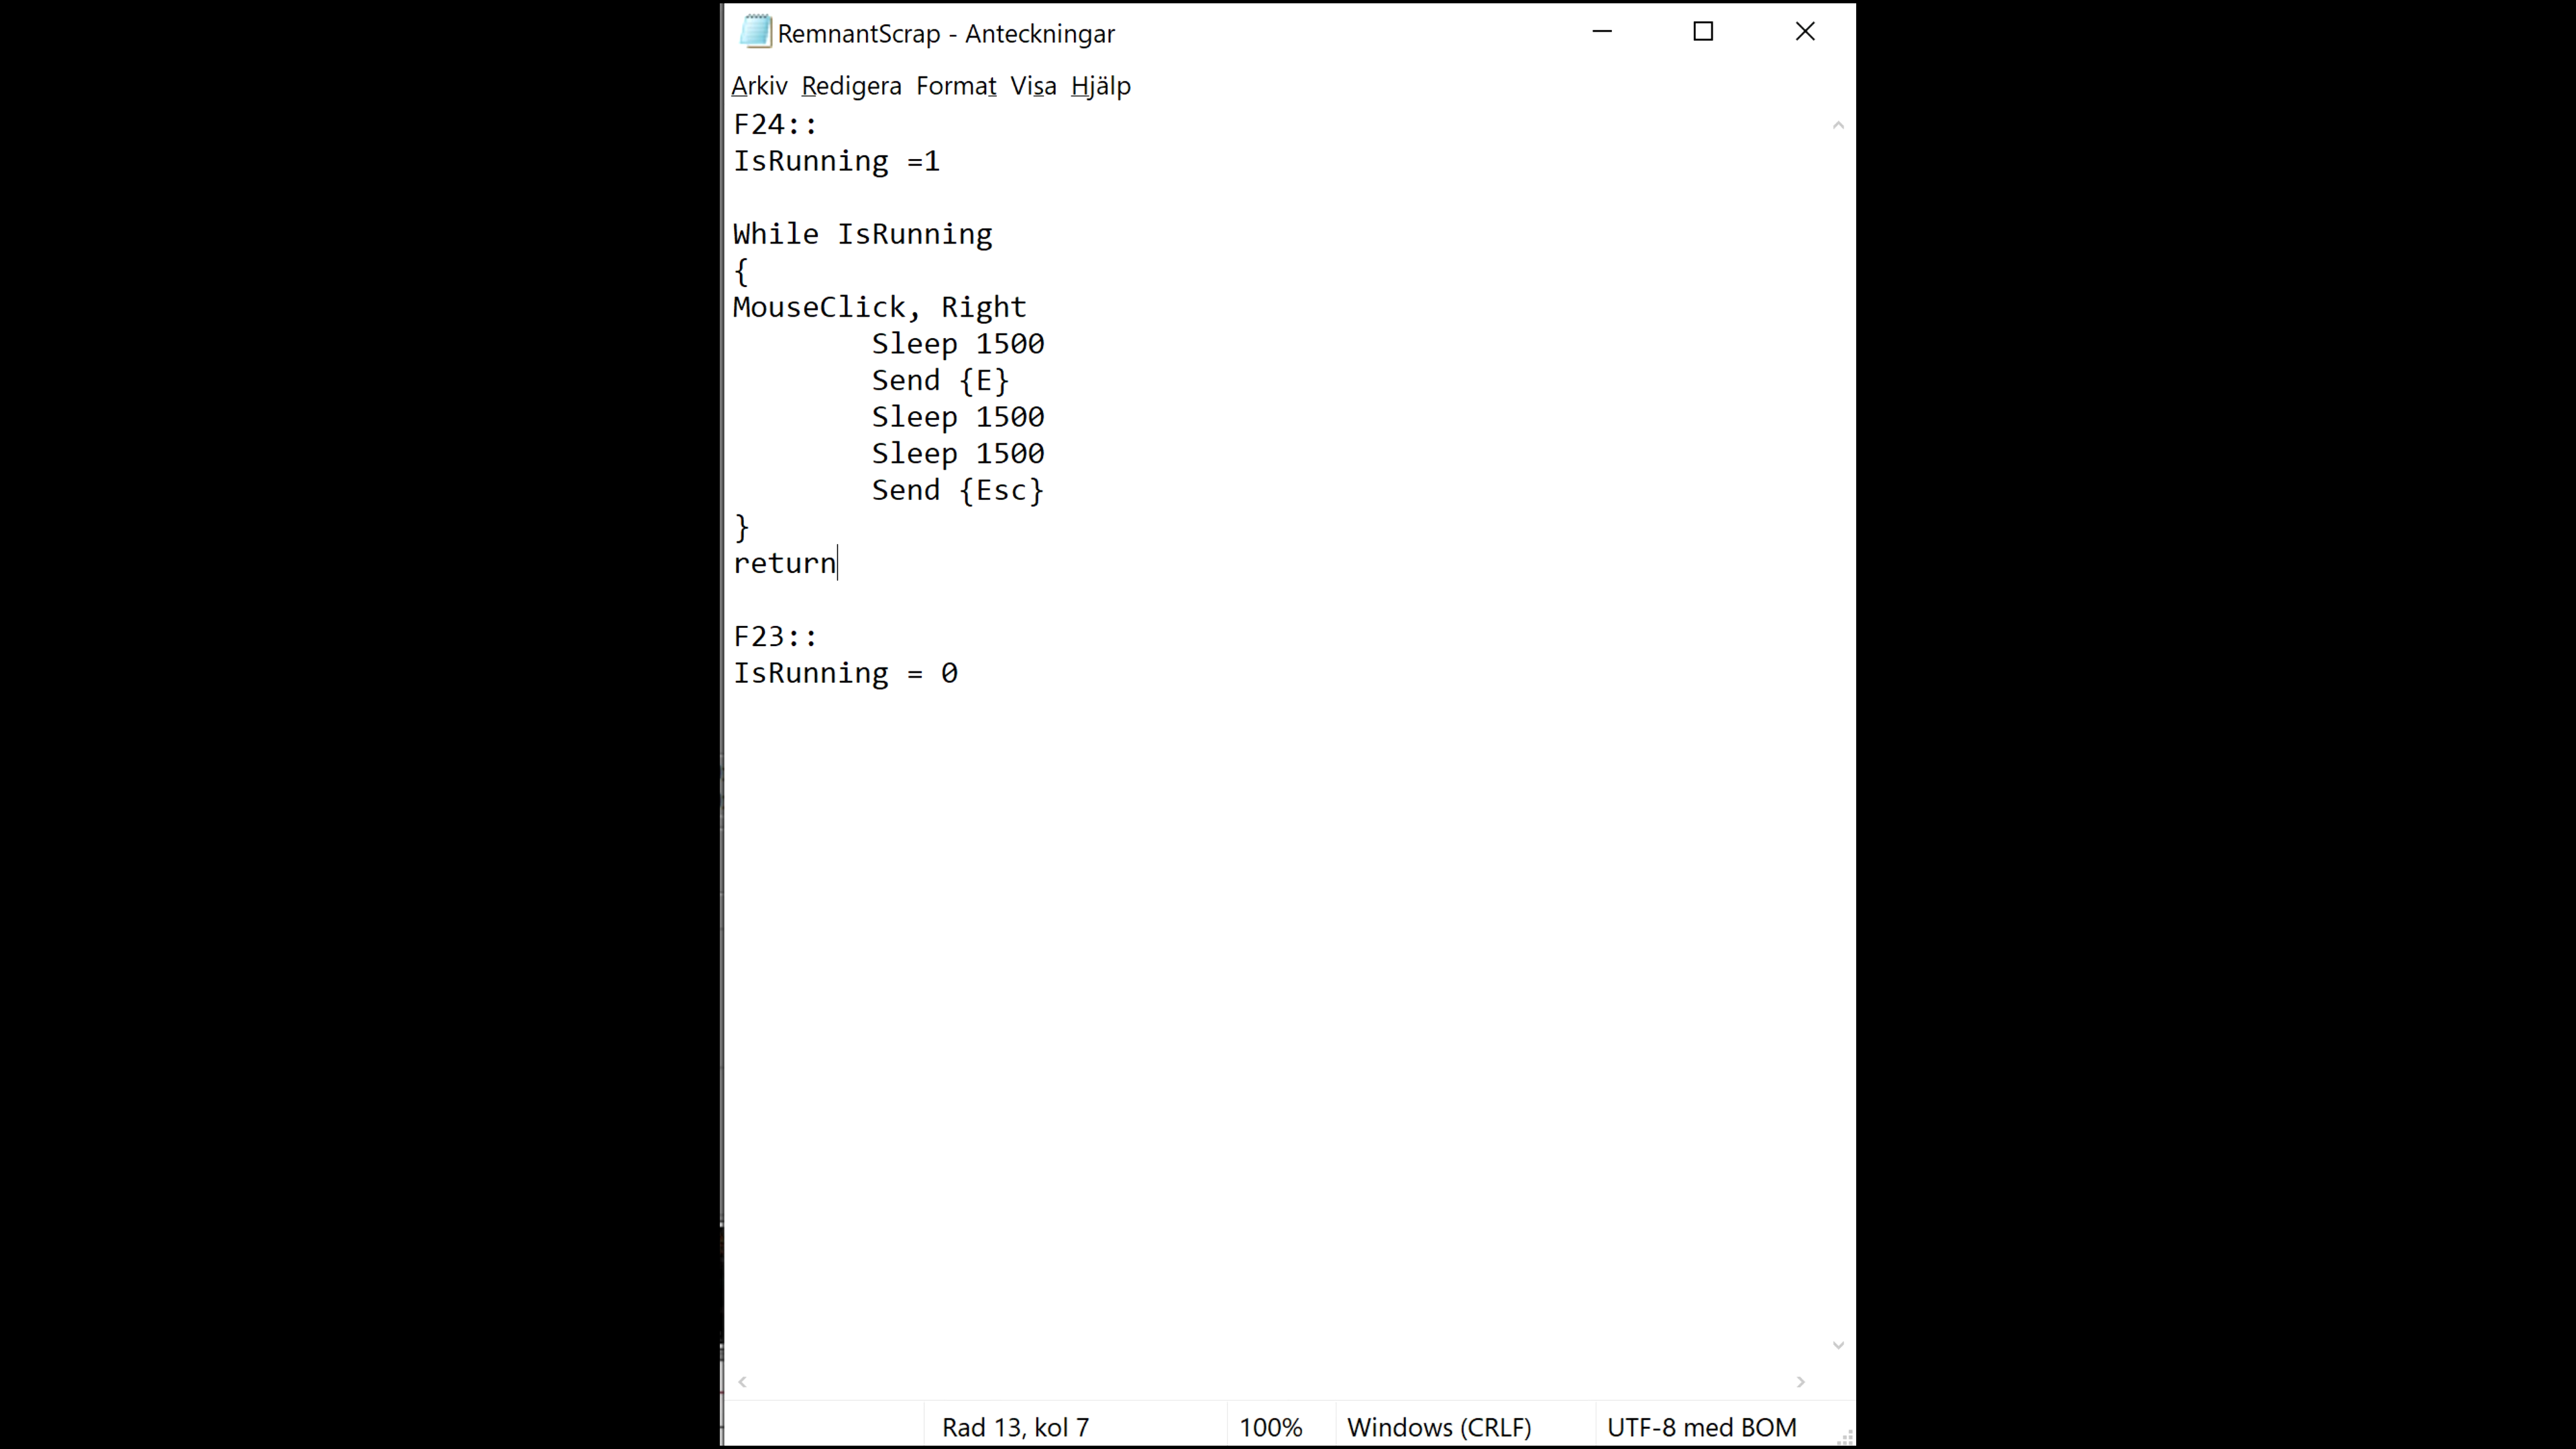 RemnantScrap - Anteckningar
Arkiv Redigera Format Visa Hjälp
F24::
IsRunning =1
While IsRunning
{
MouseClick, Right
Sleep 1500
Send {E}
Sleep 1500
Sleep 1500
Send {Esc}
}
return
F23::
IsRunning = 0
Rad 13, kol 7 100% Windows (CRLF) UTF-8 med BOM